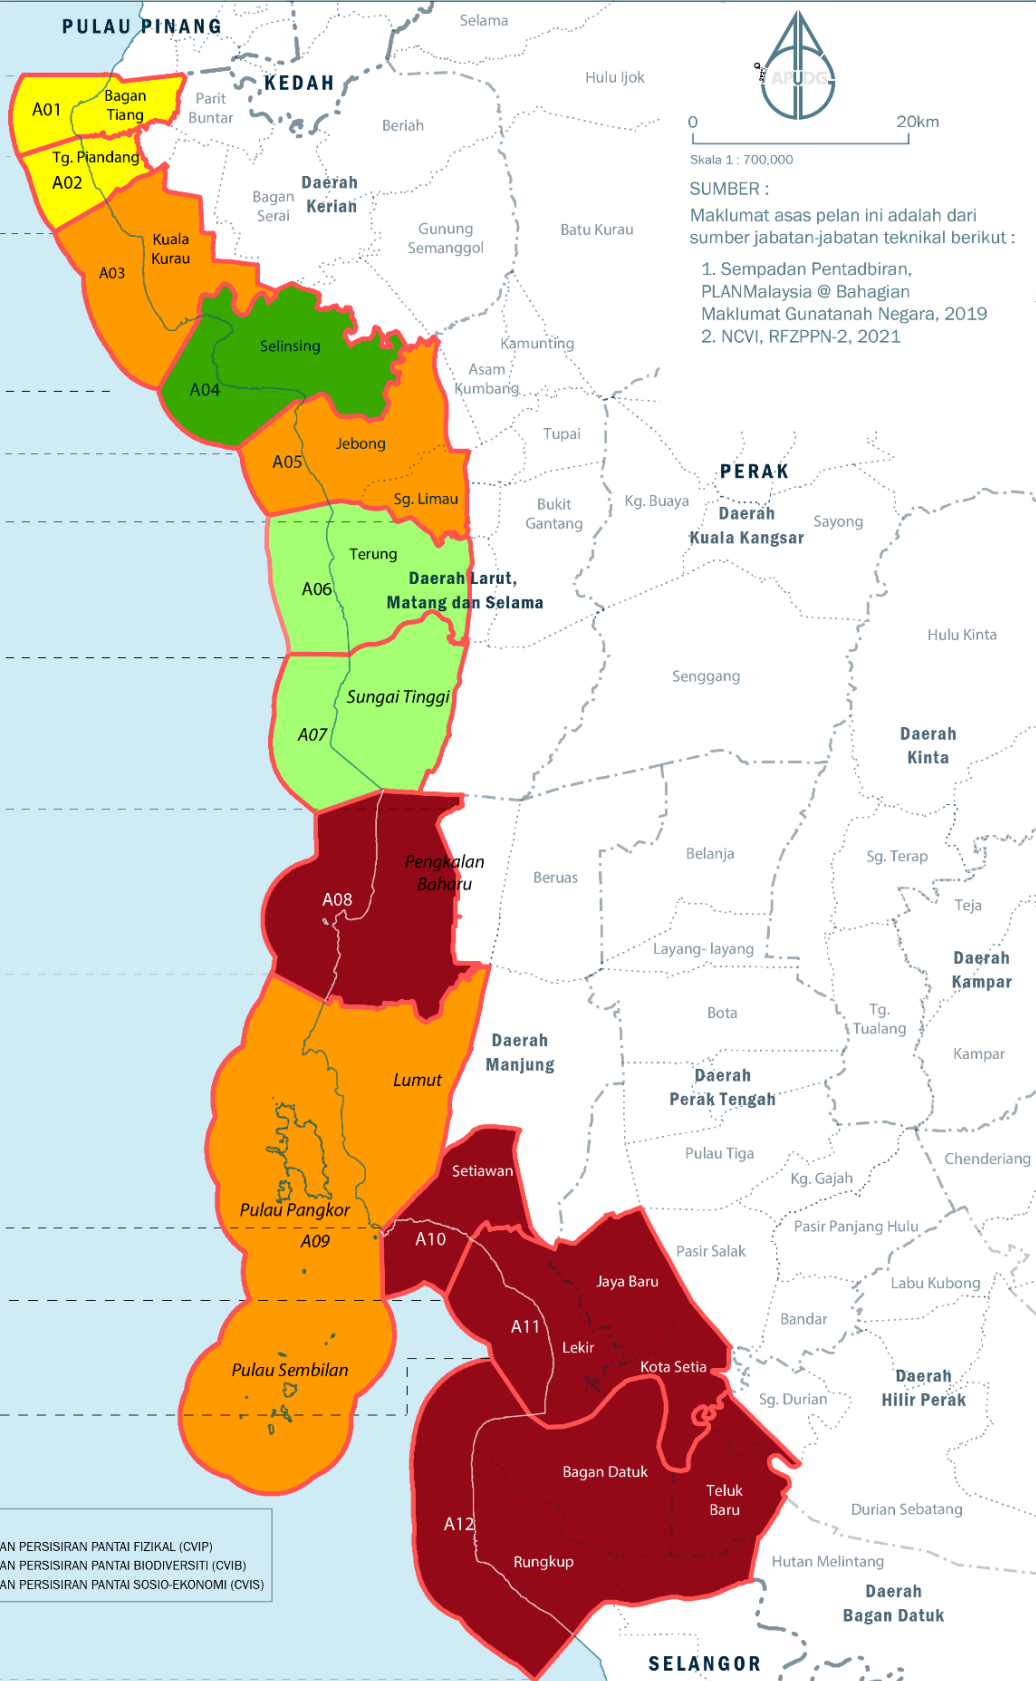 PULAU PINANG
Selama
KEDAH
Hulu Ijok
APUDG
A01
Bagan
Tiang
Parit
Buntar
Beriah
0
20km
Skala 1 : 700,000
Tg. Piandang
A02
SUMBER :
Maklumat asas pelan ini adalah dari
sumber jabatan-jabatan teknikal berikut :
1. Sempadan Pentadbiran,
PLANMalaysia @ Bahagian
Maklumat Gunatanah Negara, 2019
2. NCVI, RFZPPN-2, 2021
Daerah
Kerian
Bagan
Serai
Gunung
Semanggol
Batu Kurau
Kuala
Kurau
A03
Selinsing
A04
Kamunting
Asam
Kumbang
Jebong
A05
Tupai
Sg. Limau
Bukit
Gantang
Kg. Buaya
PERAK
Daerah
Kuala Kangsar
Sayong
Terung
A06
Daerah Larut,
Matang dan Selama
Hulu Kinta
Senggang
Sungai Tinggi
A07
Daerah
Kinta
Pengkalan
Baharu
A08
Beruas
Belanja
Sg. Terap
Teja
Layang- layang
Daerah
Kampar
Bota
Tg.
Tualang
Kampar
Daerah
Manjung
Lumut
Daerah
Perak Tengah
Pulau Tiga
Chenderiang
Kg. Gajah
Setiawan
Pulau Pangkor
A09
A10
Pasir Panjang Hulu
Pasir Salak
Labu Kubong
Jaya Baru
A11
Lekir
Bandar
Kota Setia
Pulau Sembilan
Daerah
Hilir Perak
Sg. Durian
Bagan Datuk
Teluk
Baru
A12
Durian Sebatang
Rungkup
Hutan Melintang
Daerah
Bagan Datuk
AN PERSISIRAN PANTAI FIZIKAL (CVIP)
AN PERSISIRAN PANTAI BIODIVERSITI (CVIB)
AN PERSISIRAN PANTAI SOSIO-EKONOMI (CVIS)
SELANGOR